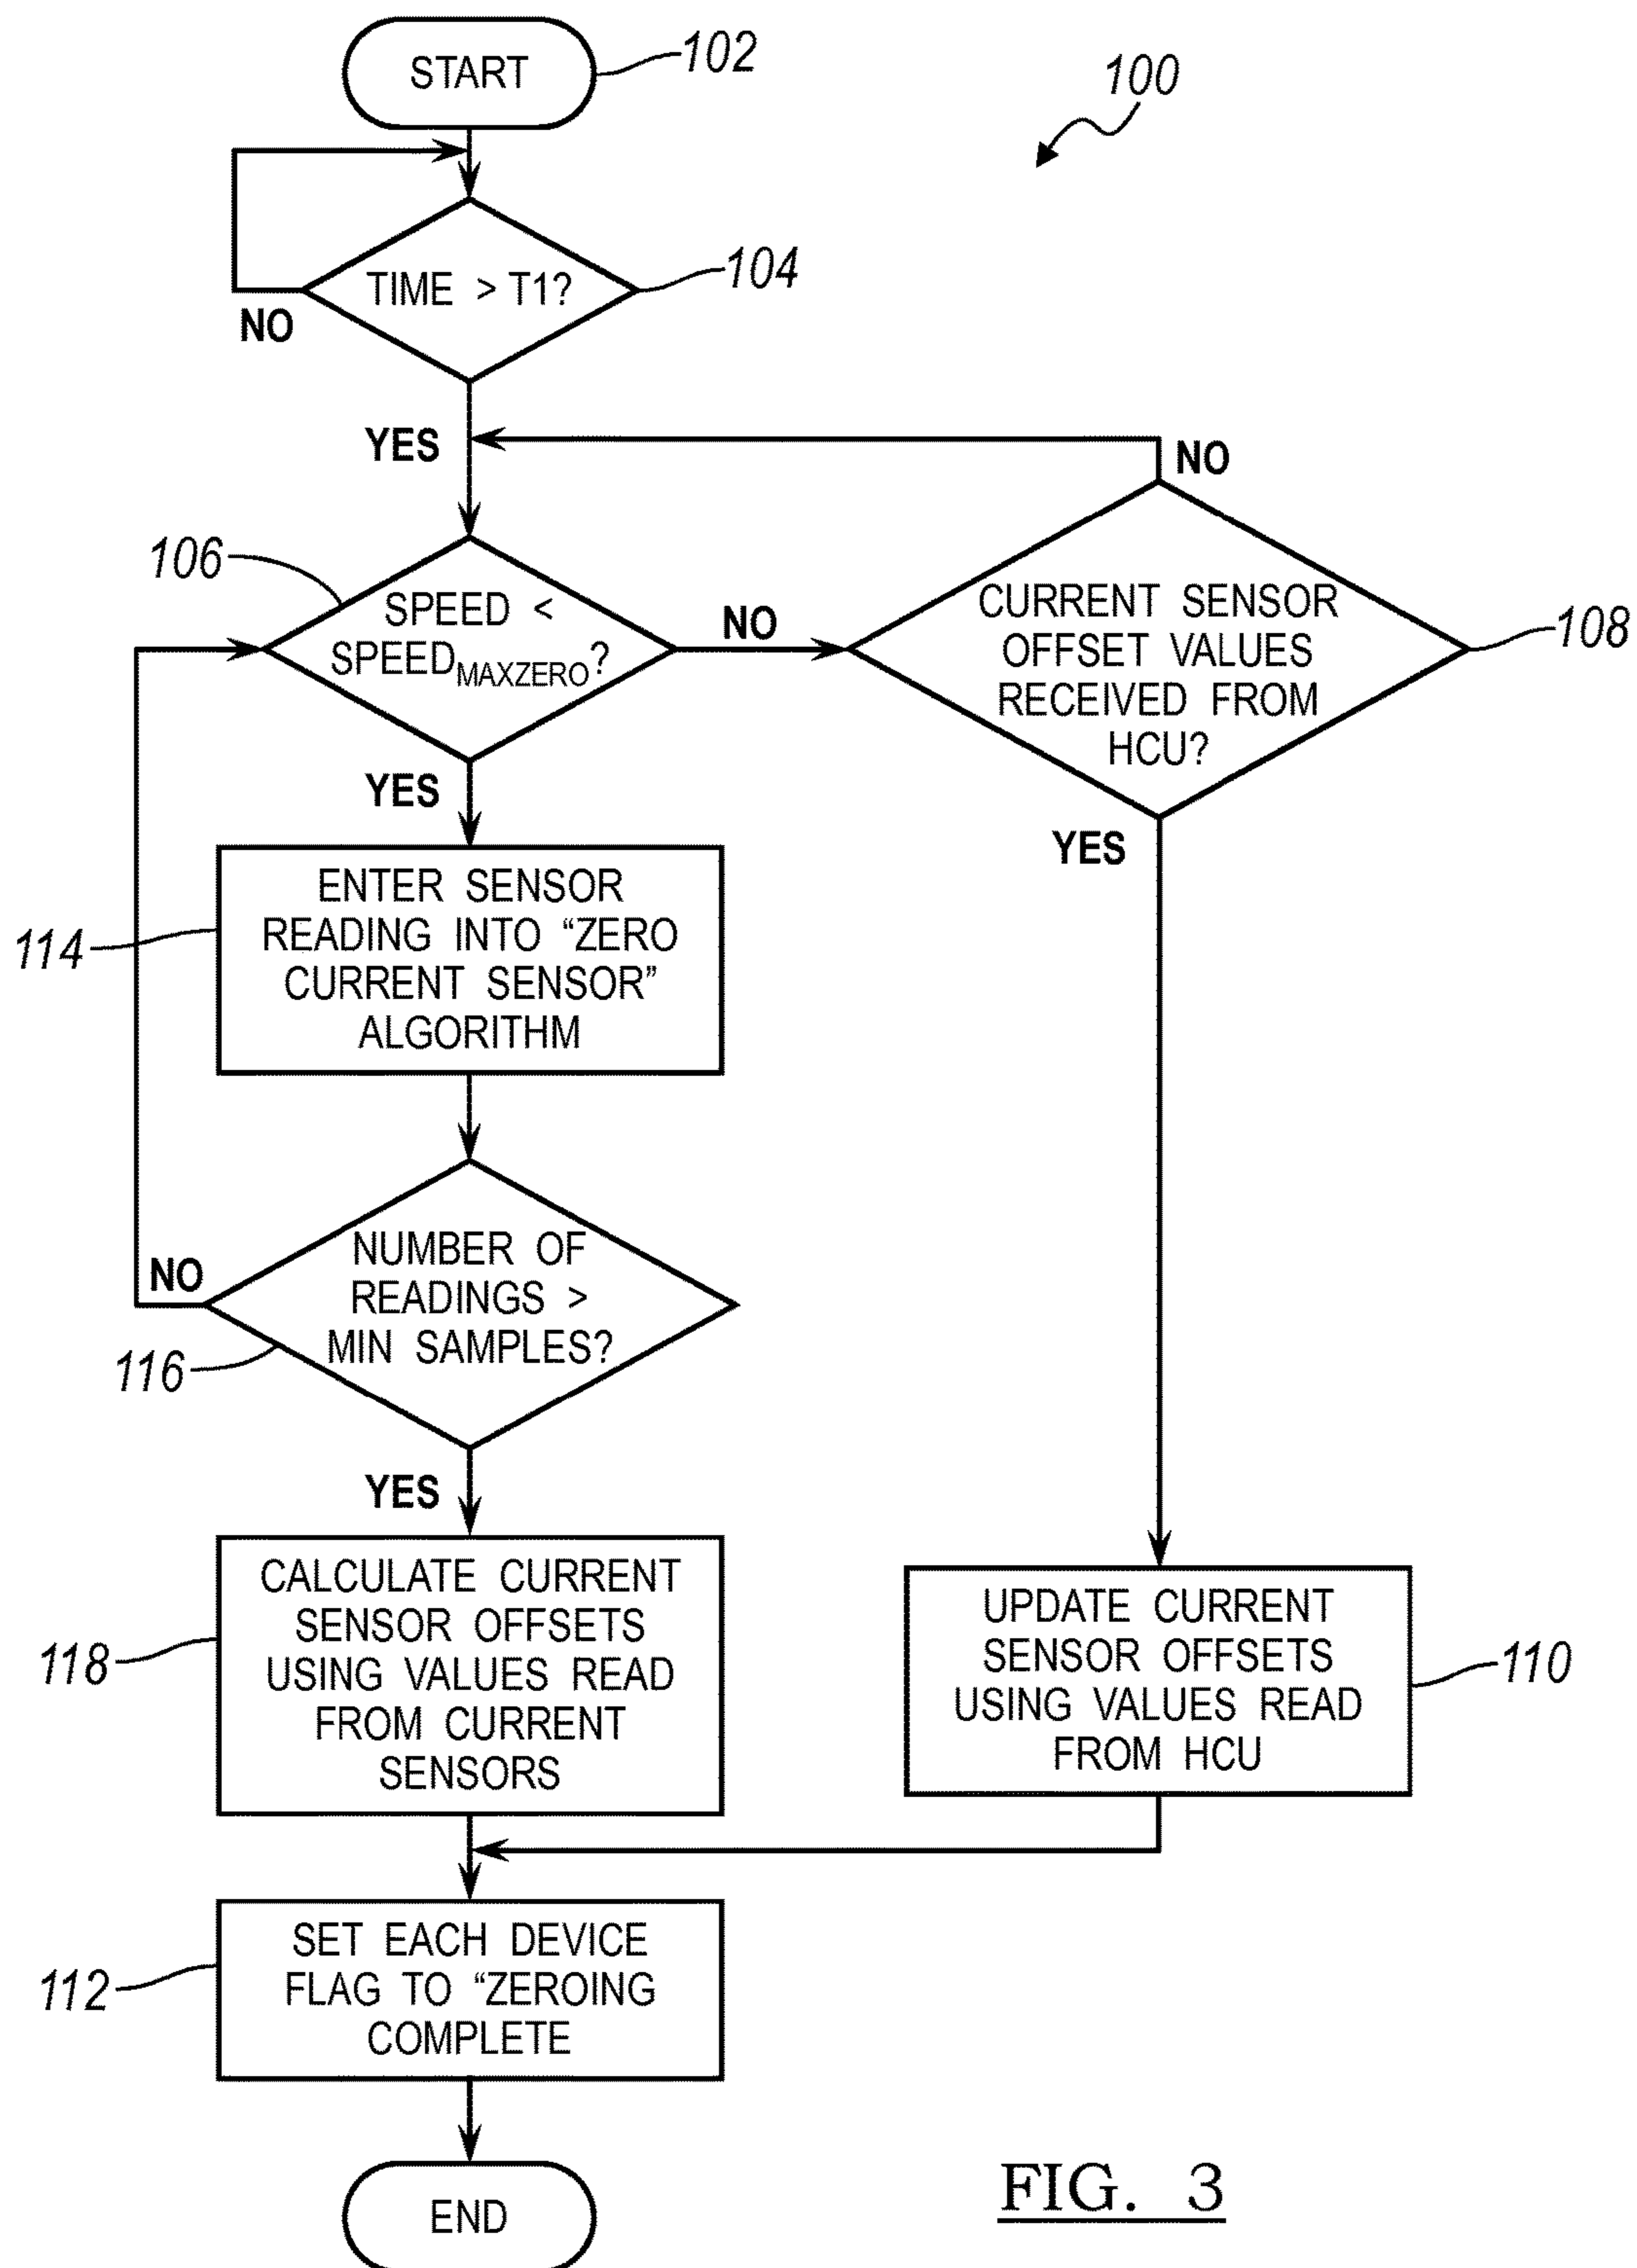 START
102
100
TIME > T1?
104
NO
YES
NO
106
SPEED <
SPEEDMAXZERO?
NO
CURRENT SENSOR
OFFSET VALUES
RECEIVED FROM
HCU?
108
YES
YES
114
ENTER SENSOR
READING INTO “ZERO
CURRENT SENSOR”
ALGORITHM
NUMBER OF
READINGS >
MIN SAMPLES?
NO
116
YES
118
CALCULATE CURRENT
SENSOR OFFSETS
USING VALUES READ
FROM CURRENT
SENSORS
UPDATE CURRENT
SENSOR OFFSETS
USING VALUES READ
FROM HCU
110
112
SET EACH DEVICE
FLAG TO “ZEROING
COMPLETE
END
FIG. 3